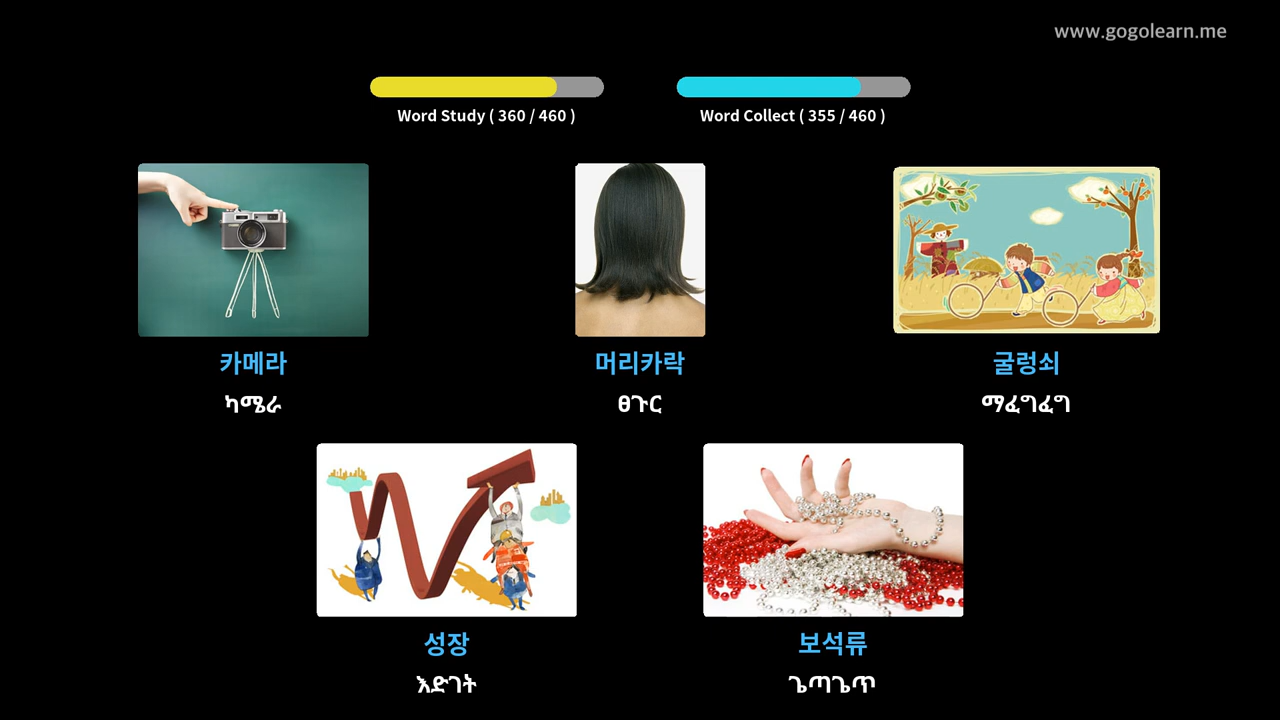 www.gogolearn.me
Word Study ( 360 / 460 )
Word Collect ( 355 / 460 )
카메라
ካሜራ
머리카락
ፀጉር
굴렁쇠
ማፈግፈግ
성장
እድገት
보석류
ጌጣጌጥ